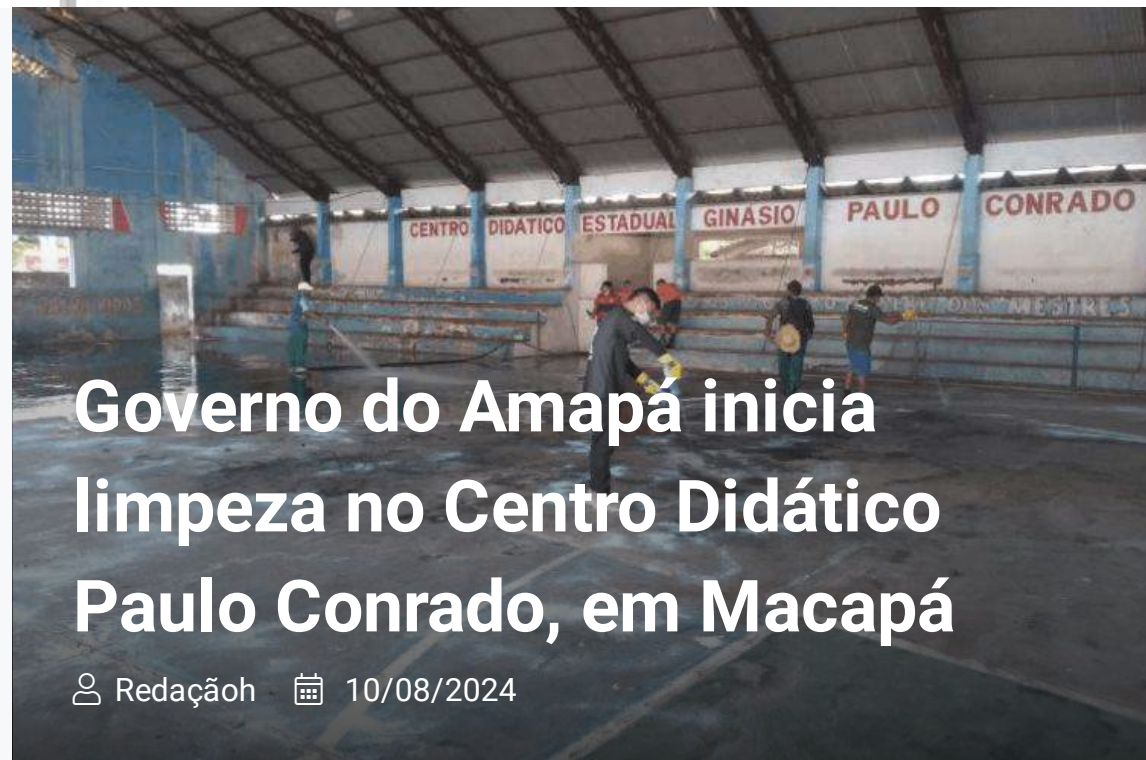 CENTRO DIDATICO ESTADUAL GINASIO PAULO CONRADO
MESTRES
Governo do Amapá inicia
limpeza no Centro Didático
Paulo Conrado, em Macapá
Redaçãoh 10/08/2024